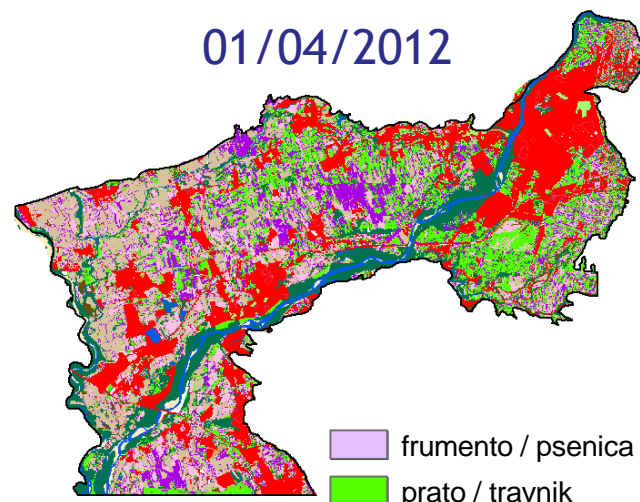 01/04/2012
frumento / psenica
prato / travnik